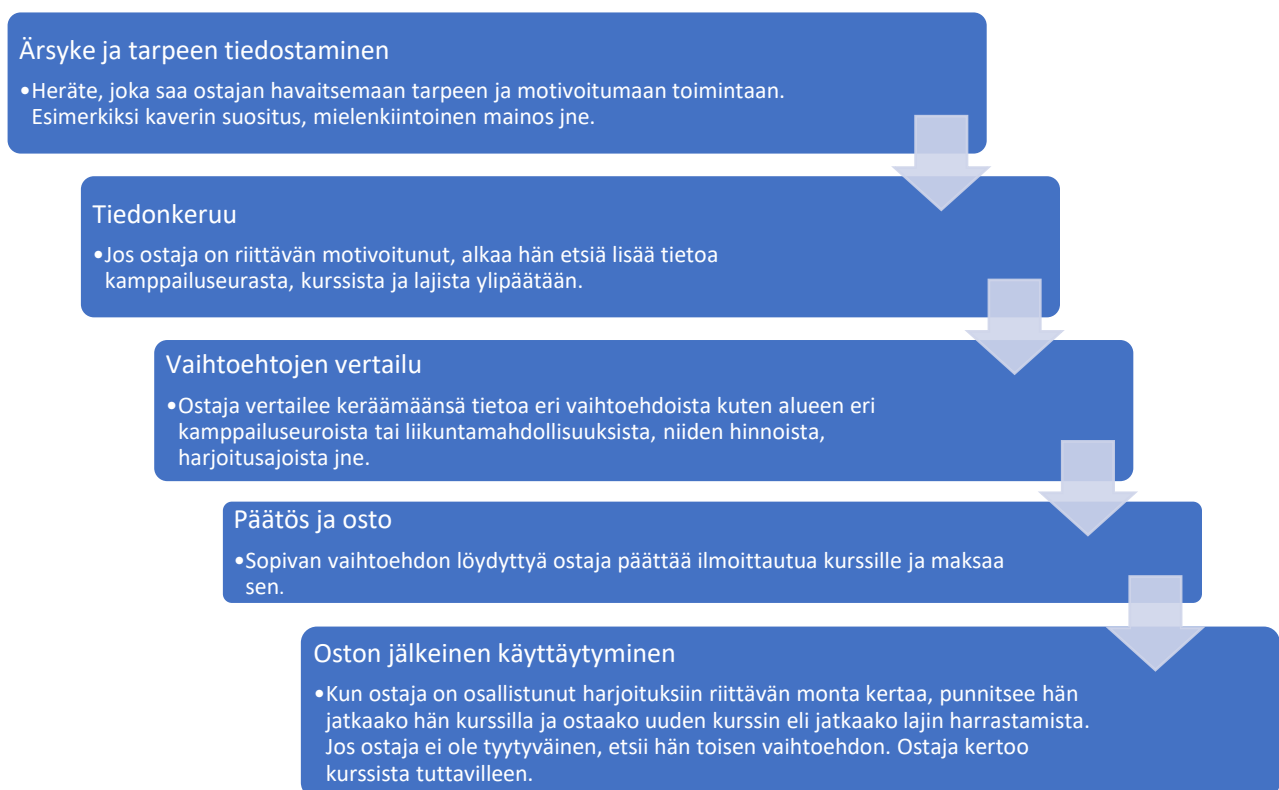 Ärsyke ja tarpeen tiedostaminen
•Heräte, joka saa ostajan havaitsemaan tarpeen ja motivoitumaan toimintaan.
Esimerkiksi kaverin suositus, mielenkiintoinen mainos jne.
Tiedonkeruu
•Jos ostaja on riittävän motivoitunut, alkaa hän etsiä lisää tietoa
kamppailuseurasta, kurssista ja lajista ylipäätään.
Vaihtoehtojen vertailu
•Ostaja vertailee keräämäänsä tietoa eri vaihtoehdoista kuten alueen eri
kamppailuseuroista tai liikuntamahdollisuuksista, niiden hinnoista,
harjoitusajoista jne.
Päätös ja osto
•Sopivan vaihtoehdon löydyttyä ostaja päättää ilmoittautua kurssille ja maksaa
sen.
Oston jälkeinen käyttäytyminen
•Kun ostaja on osallistunut harjoituksiin riittävän monta kertaa, punnitsee hän
jatkaako hän kurssilla ja ostaako uuden kurssin eli jatkaako lajin harrastamista.
Jos ostaja ei ole tyytyväinen, etsii hän toisen vaihtoehdon. Ostaja kertoo
kurssista tuttavilleen.